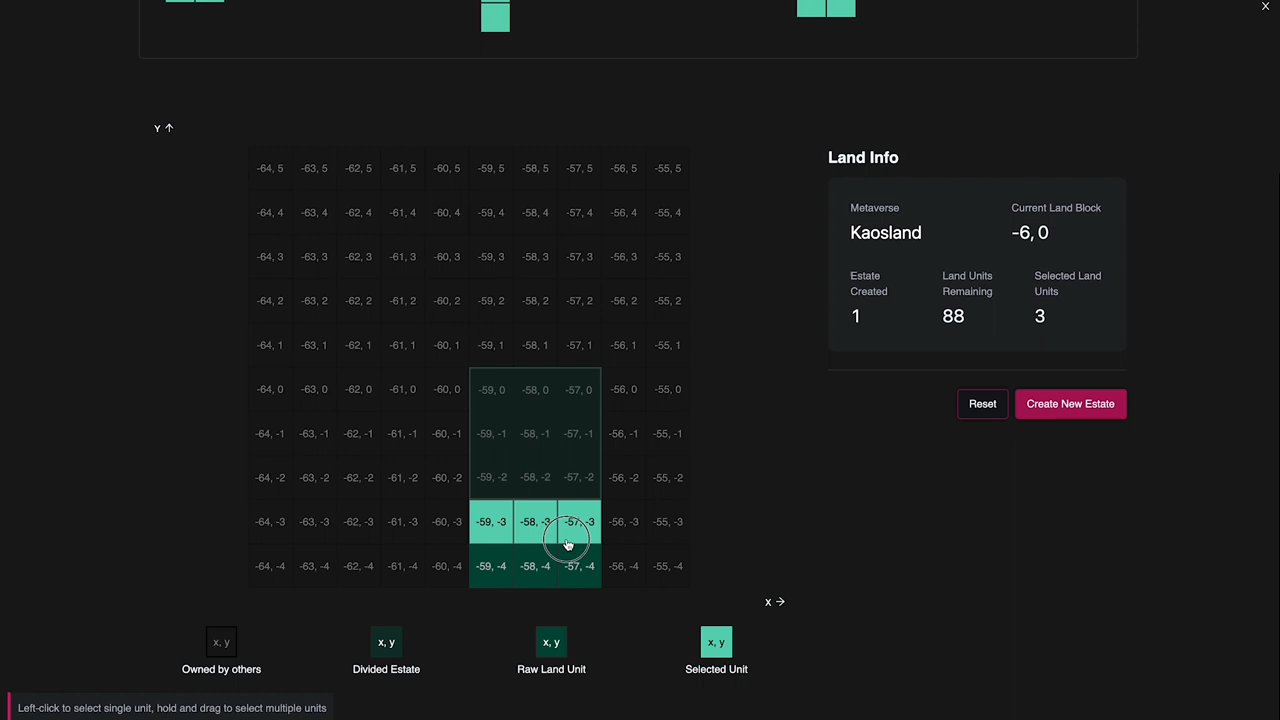 X
Y ↑
-64, 5 -63, 5 -62, 5 -61, 5 -60, 5 -59, 5 -58, 5 -57, 5 -56, 5 -55, 5
-64, 4 -63, 4 -62, 4 -61, 4 -60, 4 -59, 4 -58, 4 -57, 4 -56, 4 -55, 4
-64, 3 -63, 3 -62, 3 -61, 3 -60, 3 -59, 3 -58, 3 -57, 3 -56, 3 -55, 3
-64, 2 -63, 2 -62, 2 -61, 2 -60, 2 -59, 2 -58, 2 -57, 2 -56, 2 -55, 2
-64, 1 -63, 1 -62, 1 -61, 1 -60, 1 -59, 1 -58, 1 -57, 1 -56, 1 -55, 1
-64, 0 -63, 0 -62, 0 -61, 0 -60, 0 -59, 0 -58, 0 -57, 0 -56, 0 -55, 0
-64, -1 -63, -1 -62, -1 -61, -1 -60, -1 -59, -1 -58, -1 -57, -1 -56, -1 -55, -1
-64, -2 -63, -2 -62, -2 -61, -2 -60, -2 -59, -2 -58, -2 -57, -2 -56, -2 -55, -2
-64, -3 -63, -3 -62, -3 -61, -3 -60, -3 -59, -3 -58, -3 -57, -3 -56, -3 -55, -3
-64, -4 -63, -4 -62, -4 -61, -4 -60, -4 -59, -4 -58, -4 -57, -4 -56, -4 -55, -4
X →
x, y x, y x, y x, y
Owned by others Divided Estate Raw Land Unit Selected Unit
Land Info
Metaverse Current Land Block
Kaosland -6, 0
Estate Land Units Selected Land
Created Remaining Units
1 88 3
Reset Create New Estate
Left-click to select single unit, hold and drag to select multiple units